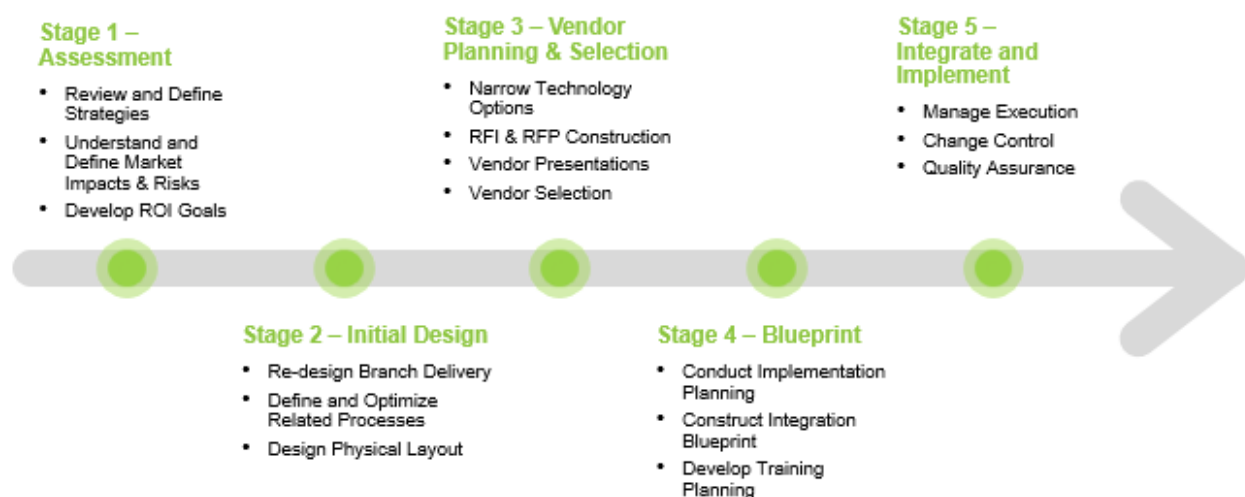 Stage 1 –
Assessment
• Review and Define
Strategies
• Understand and
Define Market
Impacts & Risks
• Develop ROI Goals
Stage 2 – Initial Design
• Re-design Branch Delivery
• Define and Optimize
Related Processes
• Design Physical Layout
Stage 3 – Vendor
Planning & Selection
• Narrow Technology
Options
• RFI & RFP Construction
• Vendor Presentations
• Vendor Selection
Stage 4 – Blueprint
• Conduct Implementation
Planning
• Construct Integration
Blueprint
• Develop Training
Planning
Stage 5 –
Integrate and
Implement
• Manage Execution
• Change Control
• Quality Assurance